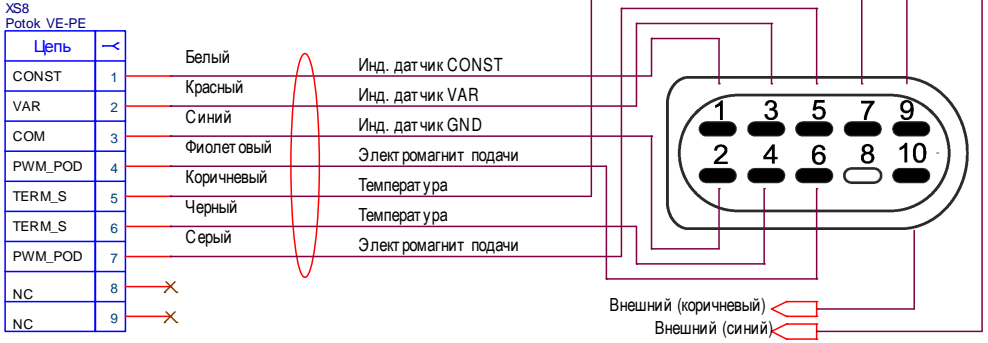 XS8
Potok VE-PE
Цепь
CONST 1 Белый Инд. датчик CONST
VAR 2 Красный Инд. датчик VAR
COM 3 Синий Инд. датчик GND
PWM_POD 4 Фиолетовый Электромагнит подачи
TERM_S 5 Коричневый Температура
TERM_S 6 Черный Температура
PWM_POD 7 Серый Электромагнит подачи
NC 8
NC 9
1 3 5 7 9
2 4 6 8 10
Внешний (коричневый)
Внешний (синий)